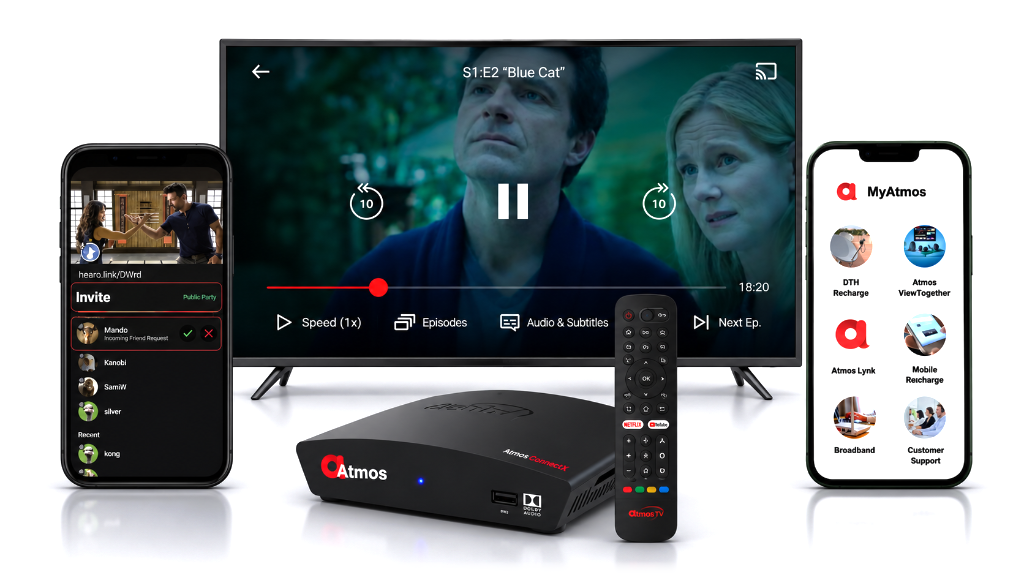 S1:E2 “Blue Cat”
10
10
18:20
Speed (1x)
Episodes
Audio & Subtitles
Next Ep.
hearo.link/DWrd
Invite
Public Party
Mando
Incoming Friend Request
Kanobi
SamiW
silver
Recent
kong
a MyAtmos
DTH
Recharge
Atmos
ViewTogether
Atmos Lynk
Mobile
Recharge
Broadband
Customer
Support
aAtmos
Atmos ConnectX
DOLBY
AUDIO
OK
NETFLIX
YouTube
atmosTV